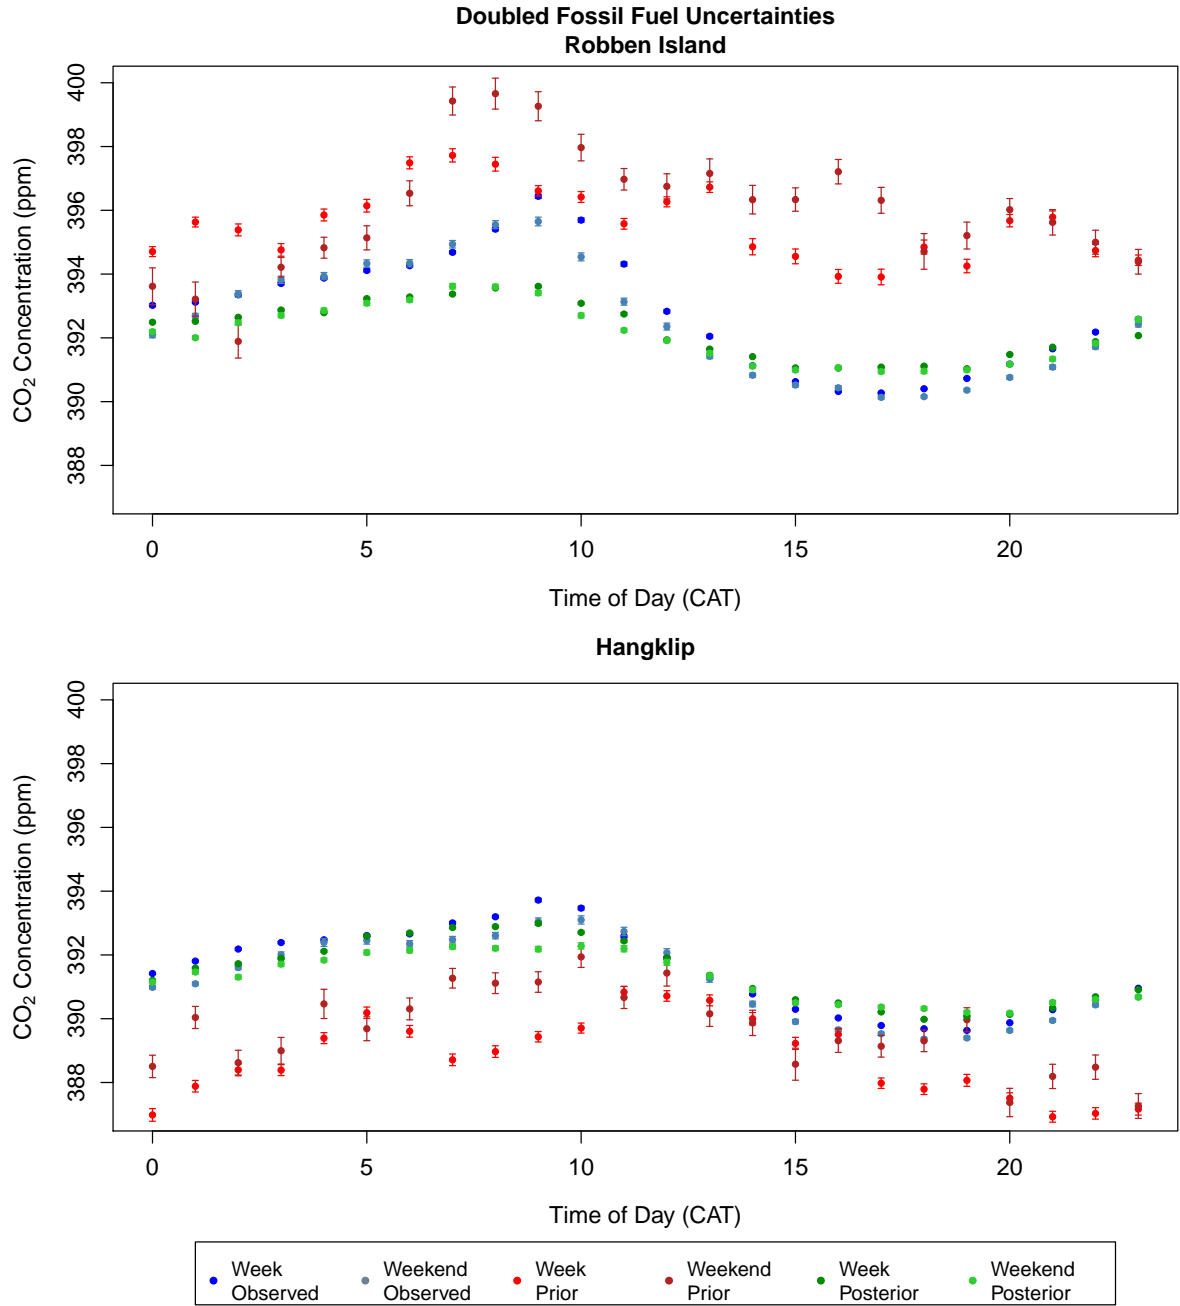 Doubled Fossil Fuel Uncertainties
Robben Island
CO2 Concentration (ppm)
400
398
396
394
392
390
388
0 5 10 15 20
Time of Day (CAT)
Hangklip
CO2 Concentration (ppm)
400
398
396
394
392
390
388
0 5 10 15 20
Time of Day (CAT)
Week Weekend Week Weekend Week Weekend
Observed Observed Prior Prior Posterior Posterior